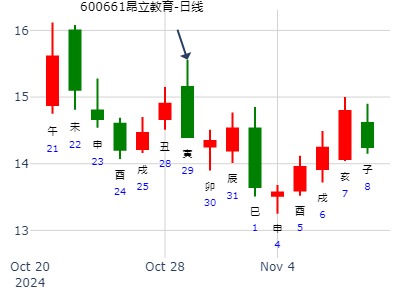 600661昂立教育-日线
16
15
14
13
午
21
未
22
申
23
酉
24
戌
25
丑
28
寅
29
卯
30
辰
31
巳
1
申
4
酉
5
戌
6
亥
7
子
8
Oct 20
2024
Oct 28
Nov 4